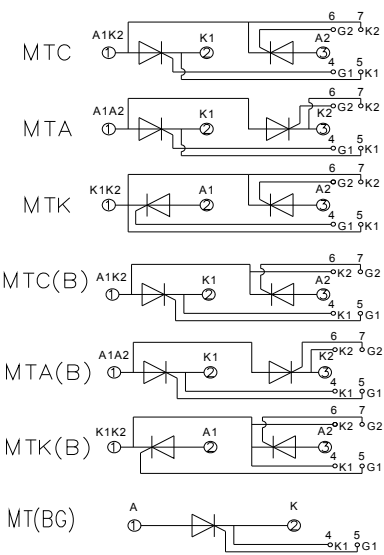 6 7
G2 K2
A1K2 K1 A2
MTC 1 2 3
4 5
G1 K1
6 7
G2 K2
A1A2 K1 K2
MTA 1 2 3
4 5
G1 K1
6 7
G2 K2
K1K2 A1 A2
MTK 1 2 3
4 5
G1 K1
6 7
K2 G2
A1K2 K1 A2
MTC(B) 1 2 3
4 5
K1 G1
6 7
K2 G2
A1A2 K1 K2
MTA(B) 1 2 3
4 5
K1 G1
6 7
K2 G2
K1K2 A1 A2
MTK(B) 1 2 3
4 5
K1 G1
A K
MT(BG) 1 2
4 5
K1 G1